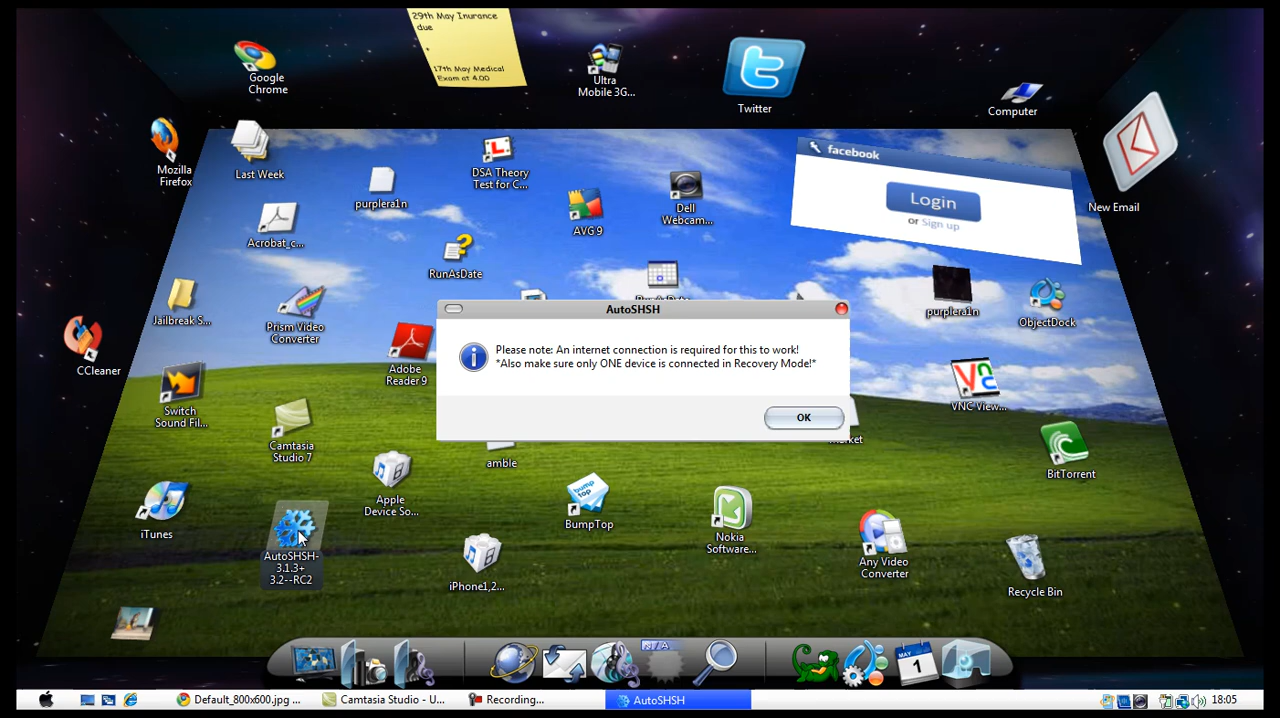 29th May Inurance
due
+
17th May Medical
Exam at 4.00
Google
Chrome
Ultra
Mobile 3G...
Twitter
Computer
Mozilla
Firefox
Last Week
purplera1n
DSA Theory
Test for C...
Dell
Webcam...
facebook
Login
or Sign up
New Email
Acrobat_c...
AVG 9
RunAsDate
Jailbreak S...
Prism Video
Converter
purplera1n
ObjectDock
CCleaner
Adobe
Reader 9
AutoSHSH
Please note: An internet connection is required for this to work!
*Also make sure only ONE device is connected in Recovery Mode!*
OK
Switch
Sound Fil...
Camtasia
Studio 7
VNC
VNC View...
amble
BitTorrent
Apple
Device So...
iTunes
bump
top
BumpTop
Nokia
Software...
Any Video
Converter
AutoSHSH-
3.1.3+
3.2--RC2
iPhone1,2...
Recycle Bin
N/A
MAY
1
Default_800x600.jpg ...
Camtasia Studio - U...
Recording...
AutoSHSH
18:05